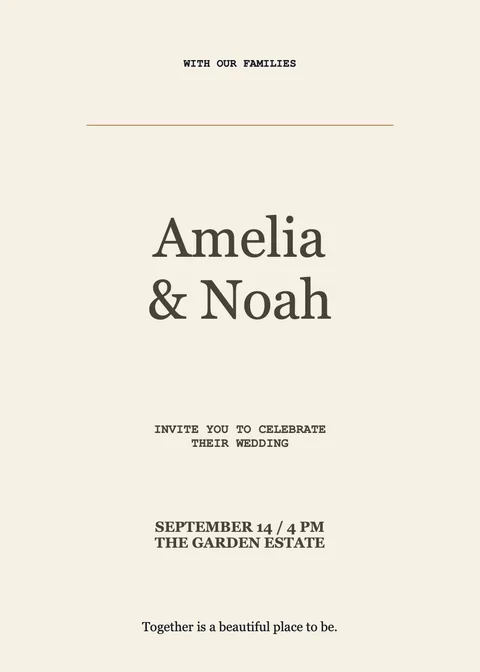 WITH OUR FAMILIES
Amelia
& Noah
INVITE YOU TO CELEBRATE
THEIR WEDDING
SEPTEMBER 14 / 4 PM
THE GARDEN ESTATE
Together is a beautiful place to be.